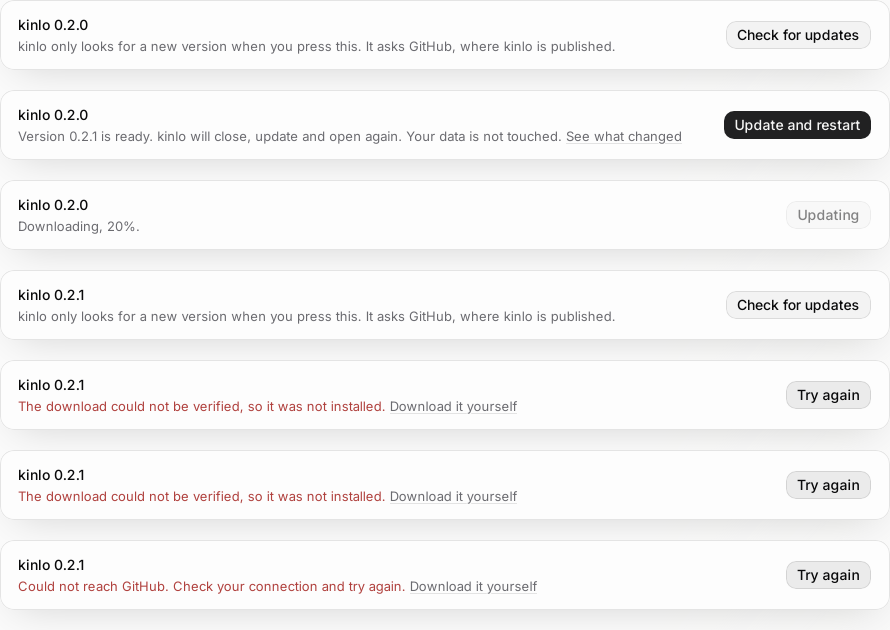 kinlo 0.2.0
kinlo only looks for a new version when you press this. It asks GitHub, where kinlo is published.
Check for updates
kinlo 0.2.0
Version 0.2.1 is ready. kinlo will close, update and open again. Your data is not touched. See what changed
Update and restart
kinlo 0.2.0
Downloading, 20%.
Updating
kinlo 0.2.1
kinlo only looks for a new version when you press this. It asks GitHub, where kinlo is published.
Check for updates
kinlo 0.2.1
The download could not be verified, so it was not installed. Download it yourself
Try again
kinlo 0.2.1
The download could not be verified, so it was not installed. Download it yourself
Try again
kinlo 0.2.1
Could not reach GitHub. Check your connection and try again. Download it yourself
Try again